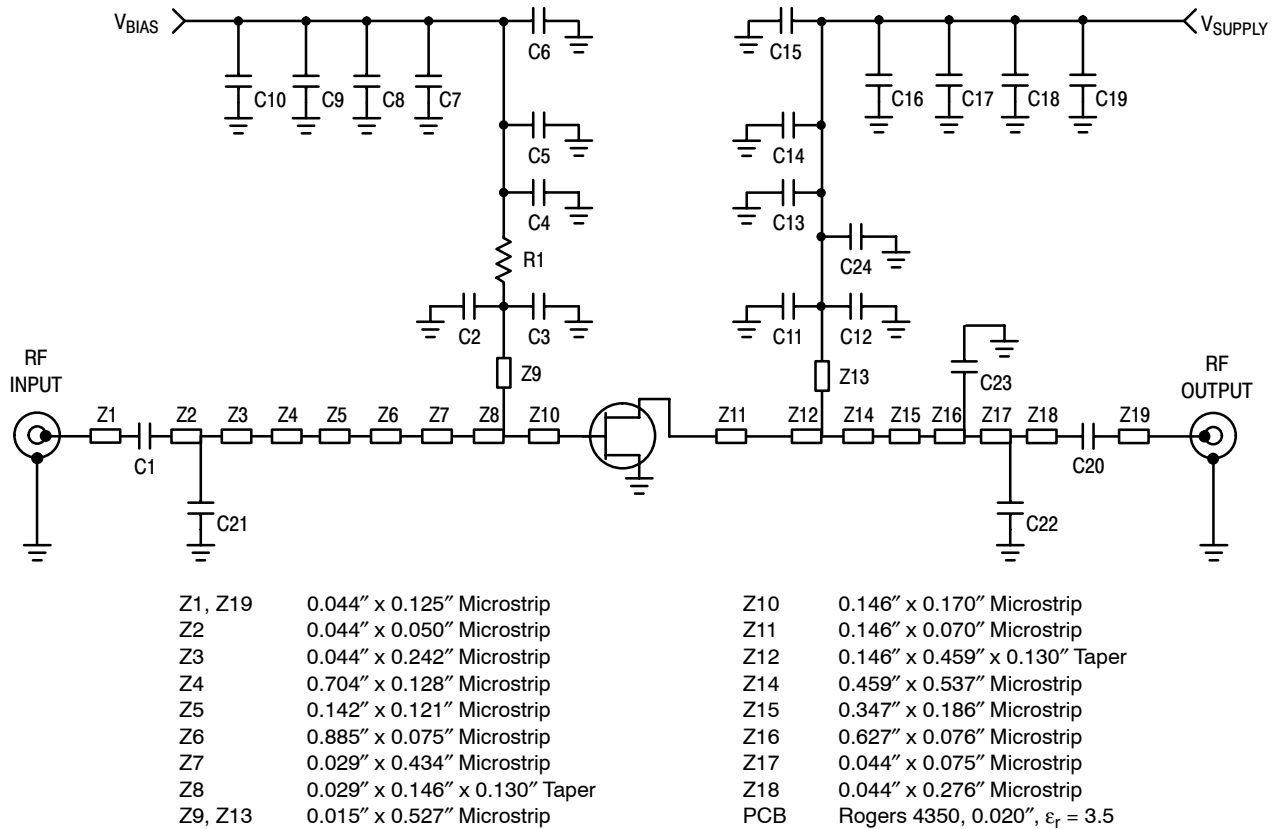 V_BIAS
C6
C15
V_SUPPLY
C10 C9 C8 C7
C16 C17 C18 C19
C5
C14
C4
C13
R1
C24
C2 C3
C11 C12
RF
INPUT
Z9
Z13
C23
RF
OUTPUT
Z1 Z2 Z3 Z4 Z5 Z6 Z7 Z8 Z10 Z11 Z12 Z14 Z15 Z16 Z17 Z18 Z19
C1
C20
C21
C22
Z1, Z19 0.044″ x 0.125″ Microstrip
Z2 0.044″ x 0.050″ Microstrip
Z3 0.044″ x 0.242″ Microstrip
Z4 0.704″ x 0.128″ Microstrip
Z5 0.142″ x 0.121″ Microstrip
Z6 0.885″ x 0.075″ Microstrip
Z7 0.029″ x 0.434″ Microstrip
Z8 0.029″ x 0.146″ x 0.130″ Taper
Z9, Z13 0.015″ x 0.527″ Microstrip
Z10 0.146″ x 0.170″ Microstrip
Z11 0.146″ x 0.070″ Microstrip
Z12 0.146″ x 0.459″ x 0.130″ Taper
Z14 0.459″ x 0.537″ Microstrip
Z15 0.347″ x 0.186″ Microstrip
Z16 0.627″ x 0.076″ Microstrip
Z17 0.044″ x 0.075″ Microstrip
Z18 0.044″ x 0.276″ Microstrip
PCB Rogers 4350, 0.020″, ε_r = 3.5